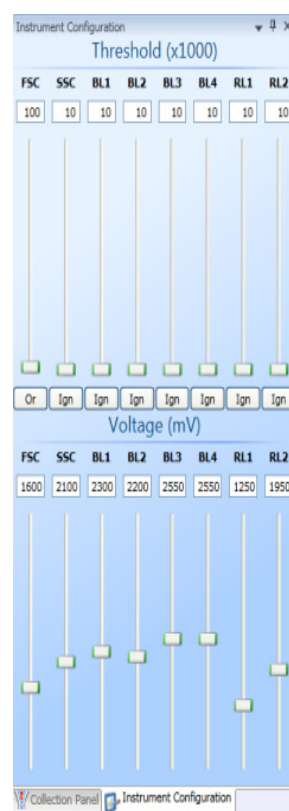 Instrument Configuration
Threshold (x1000)
FSC SSC BL1 BL2 BL3 BL4 RL1 RL2
100 10 10 10 10 10 10 10
Or Ign Ign Ign Ign Ign Ign Ign
Voltage (mV)
FSC SSC BL1 BL2 BL3 BL4 RL1 RL2
1600 2100 2300 2200 2550 2550 1250 1950
Collection Panel Instrument Configuration